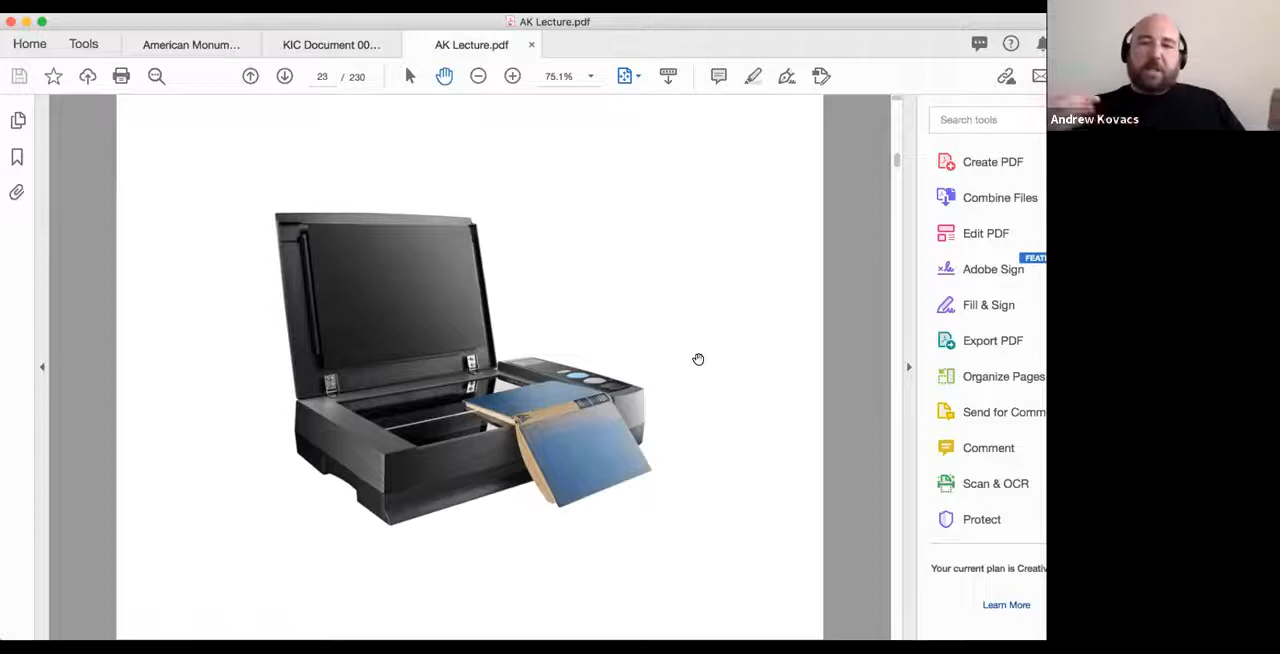 AK Lecture.pdf
Home Tools American Monum... KIC Document 00... AK Lecture.pdf ×
23 / 230 75.1%
Andrew Kovacs
Search tools
Create PDF
Combine Files
Edit PDF
FEAT
Adobe Sign
Fill & Sign
Export PDF
Organize Pages
Send for Comm
Comment
Scan & OCR
Protect
Your current plan is Creativ
Learn More